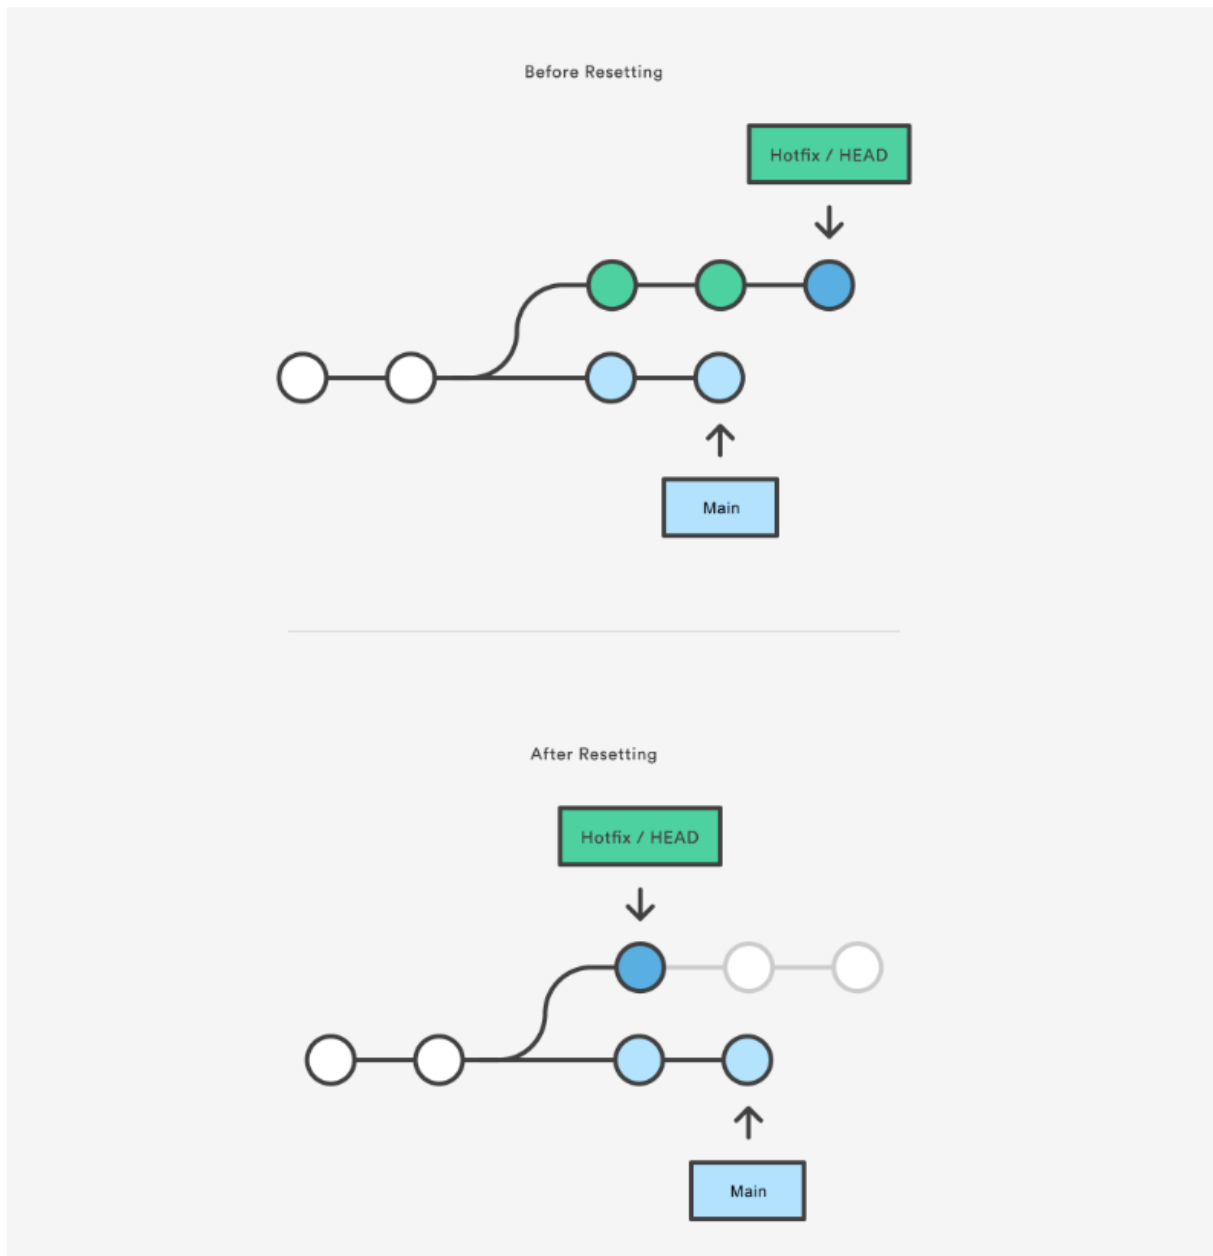 Before Resetting
Hotfix / HEAD
Main
After Resetting
Hotfix / HEAD
Main